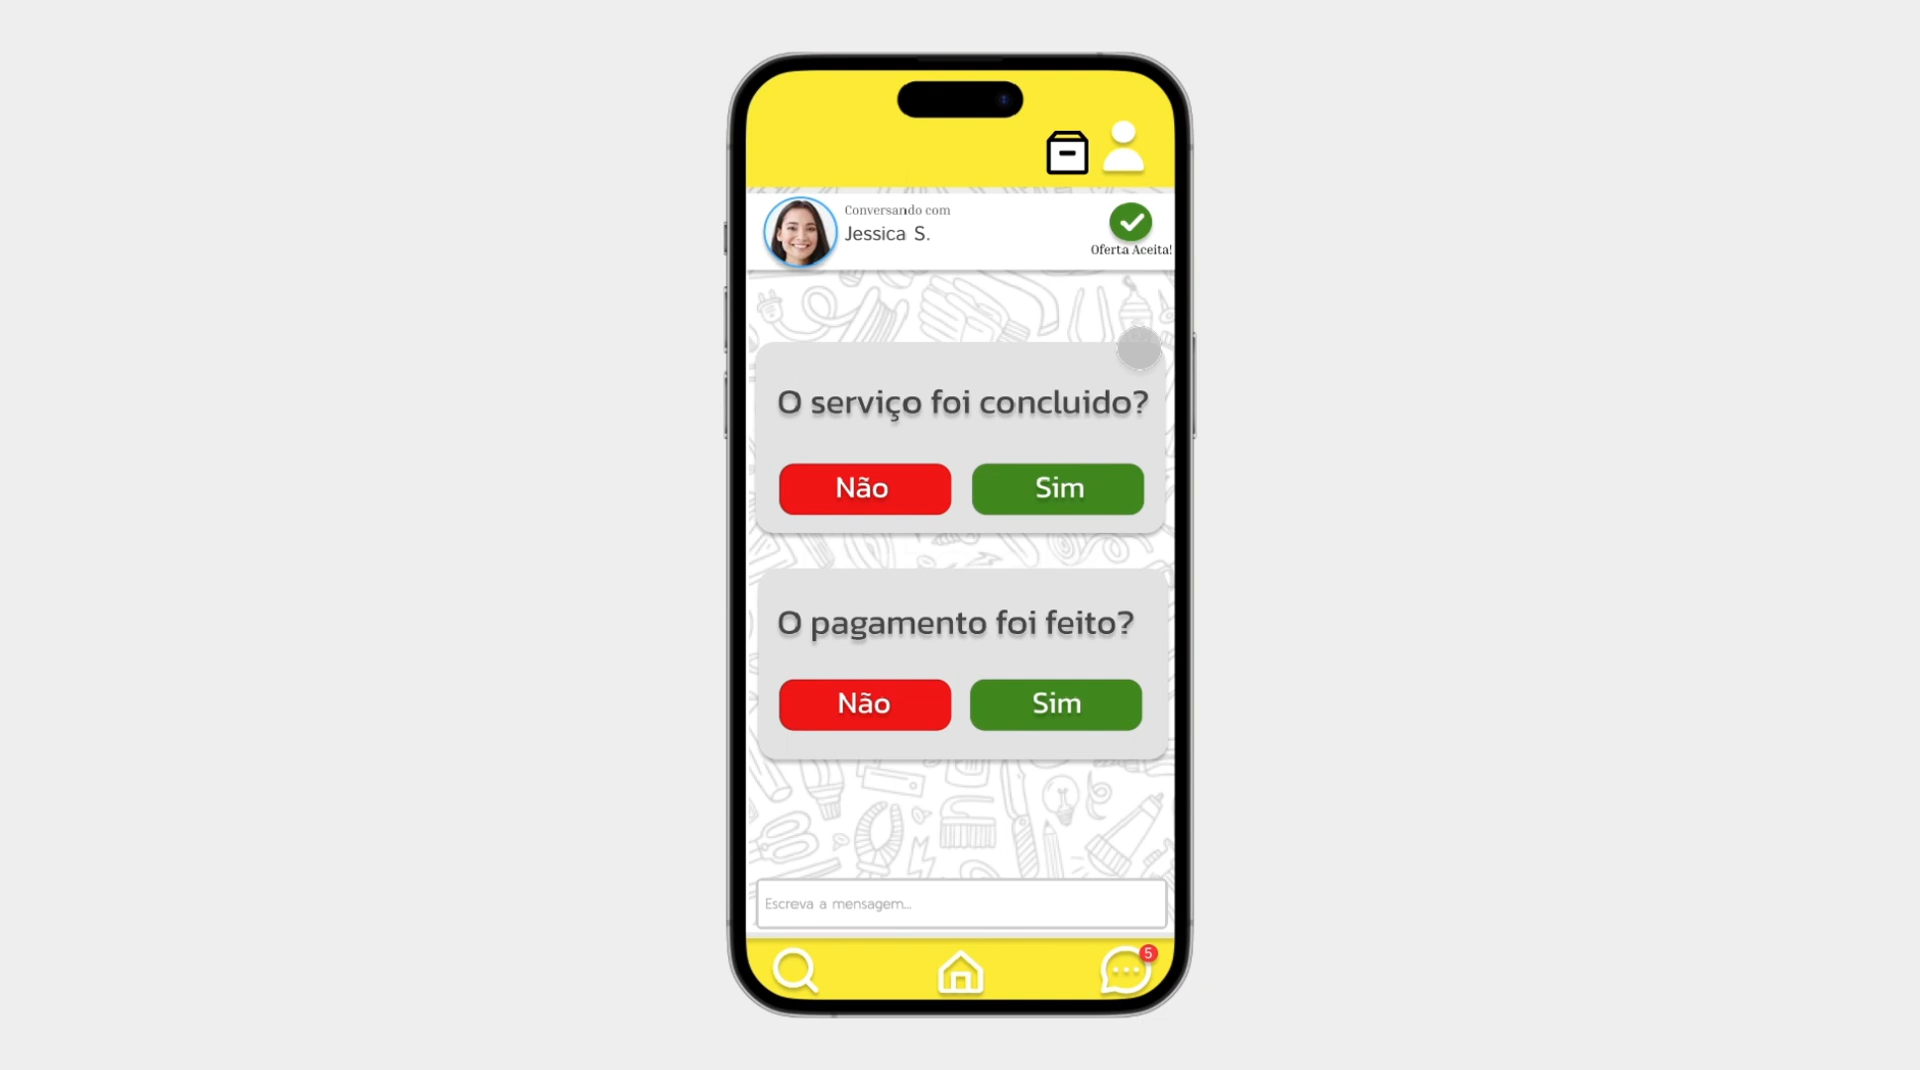 Conversando com
Jessica S.
Oferta Aceita!
O serviço foi concluido?
Não Sim
O pagamento foi feito?
Não Sim
Escreva a mensagem...
5